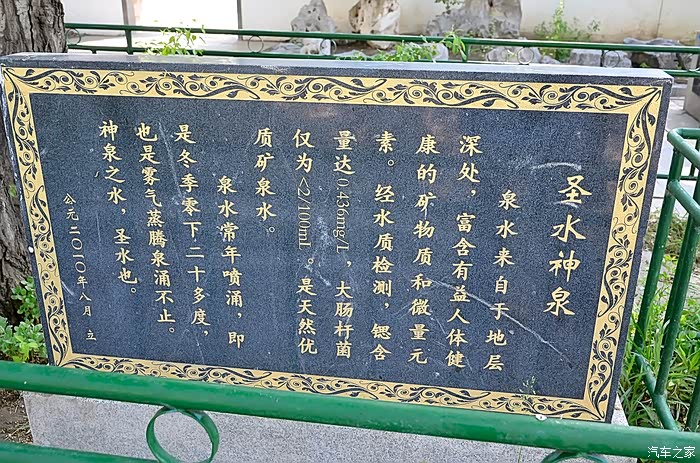 圣水神泉
泉水来自于地层
深处，富含有益人体健
康的矿物质和微量元
素。经水质检测，锶含
量达0.436mg/L，大肠杆菌
仅为<2/100ml。是天然优
质矿泉水。
泉水常年喷涌，即
是冬季零下二十多度，
也是雾气蒸腾泉涌不止。
神泉之水，圣水也。
公元二〇一〇年八月 立
汽车之家